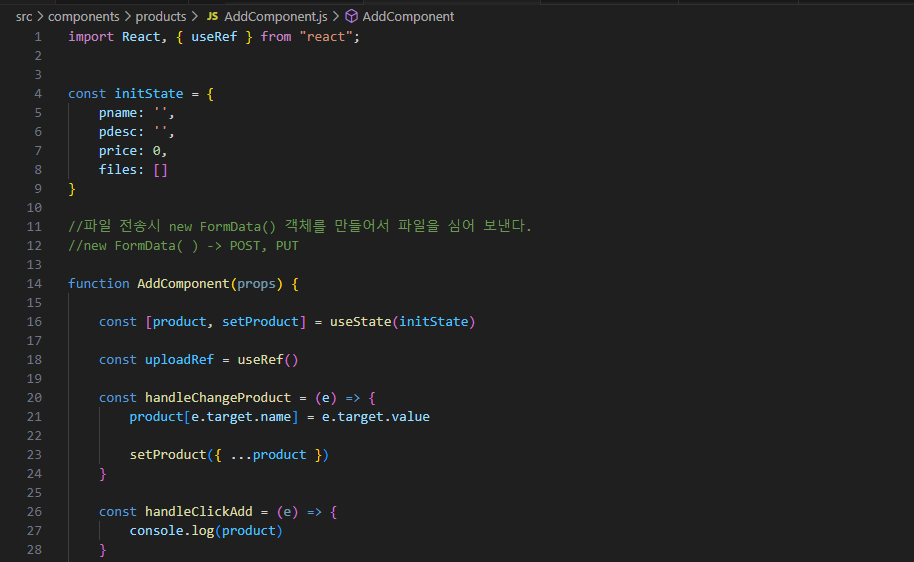 src > components > products > JS AddComponent.js > AddComponent
1 import React, { useRef } from "react";
2
3
4 const initState = {
5 pname: '',
6 pdesc: '',
7 price: 0,
8 files: []
9 }
10
11 //파일 전송시 new FormData() 객체를 만들어서 파일을 심어 보낸다.
12 //new FormData( ) -> POST, PUT
13
14 function AddComponent(props) {
15
16 const [product, setProduct] = useState(initState)
17
18 const uploadRef = useRef()
19
20 const handleChangeProduct = (e) => {
21 product[e.target.name] = e.target.value
22
23 setProduct({ ...product })
24 }
25
26 const handleClickAdd = (e) => {
27 console.log(product)
28 }